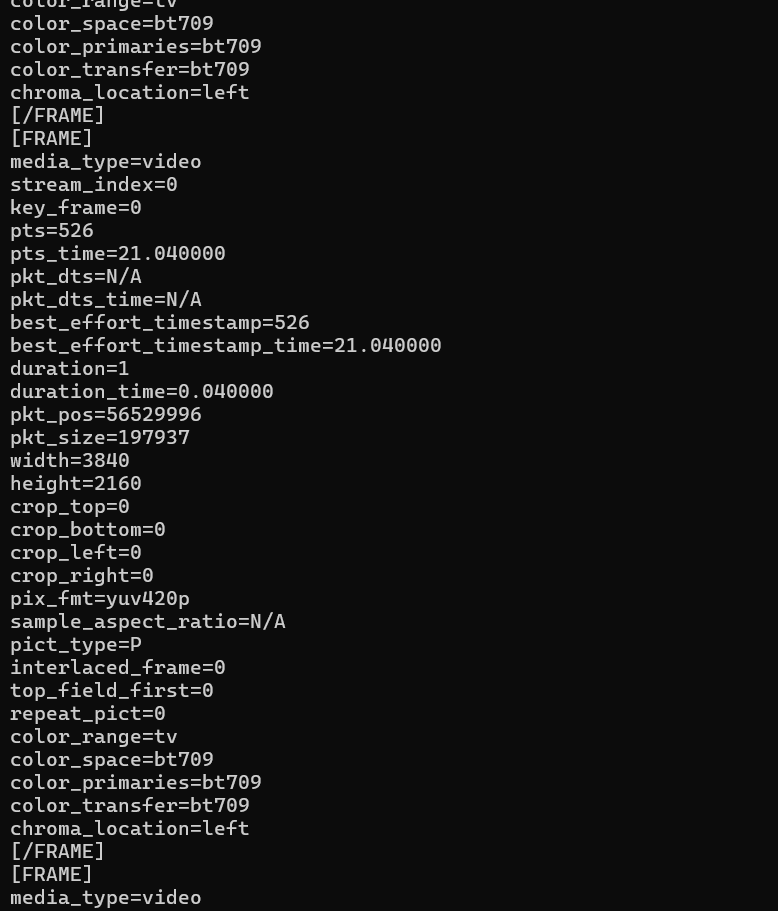 color_range=tv
color_space=bt709
color_primaries=bt709
color_transfer=bt709
chroma_location=left
[/FRAME]
[FRAME]
media_type=video
stream_index=0
key_frame=0
pts=526
pts_time=21.040000
pkt_dts=N/A
pkt_dts_time=N/A
best_effort_timestamp=526
best_effort_timestamp_time=21.040000
duration=1
duration_time=0.040000
pkt_pos=56529996
pkt_size=197937
width=3840
height=2160
crop_top=0
crop_bottom=0
crop_left=0
crop_right=0
pix_fmt=yuv420p
sample_aspect_ratio=N/A
pict_type=P
interlaced_frame=0
top_field_first=0
repeat_pict=0
color_range=tv
color_space=bt709
color_primaries=bt709
color_transfer=bt709
chroma_location=left
[/FRAME]
[FRAME]
media_type=video